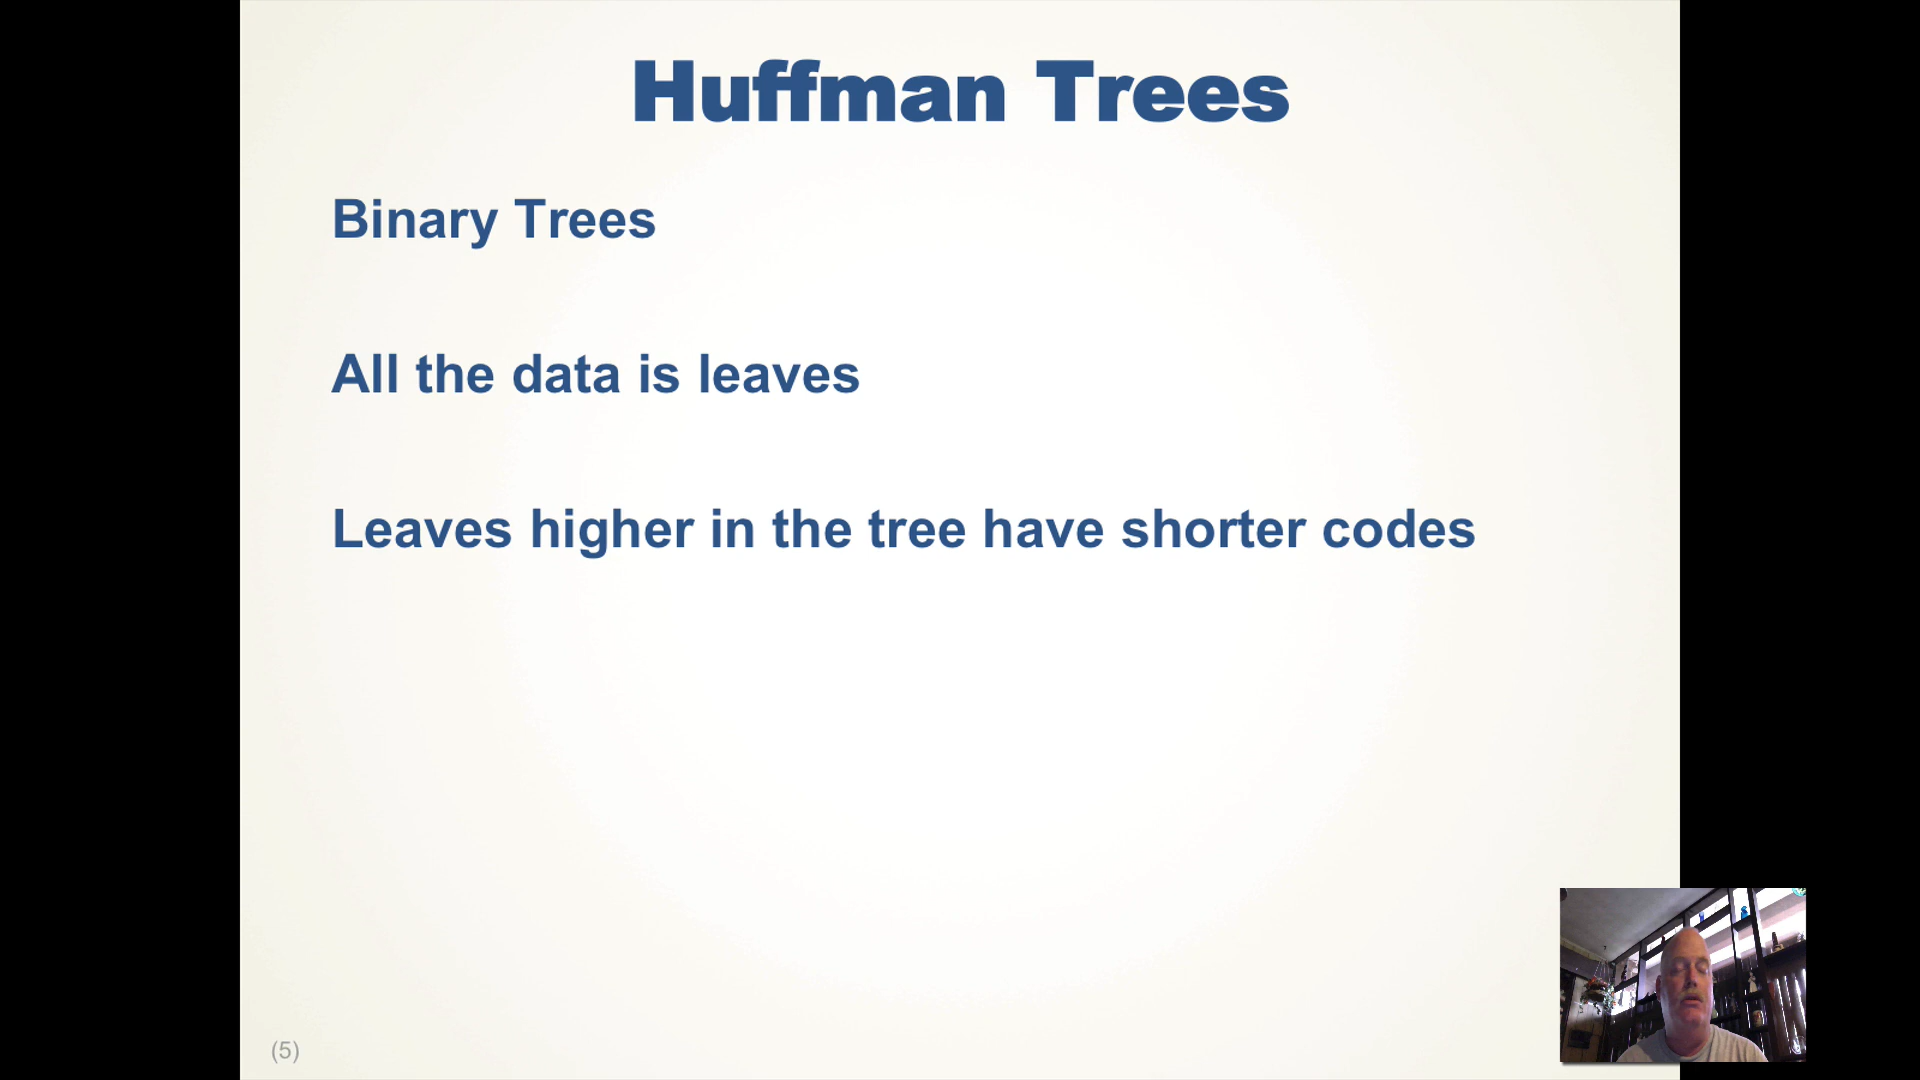 Huffman Trees
Binary Trees
All the data is leaves
Leaves higher in the tree have shorter codes
(5)